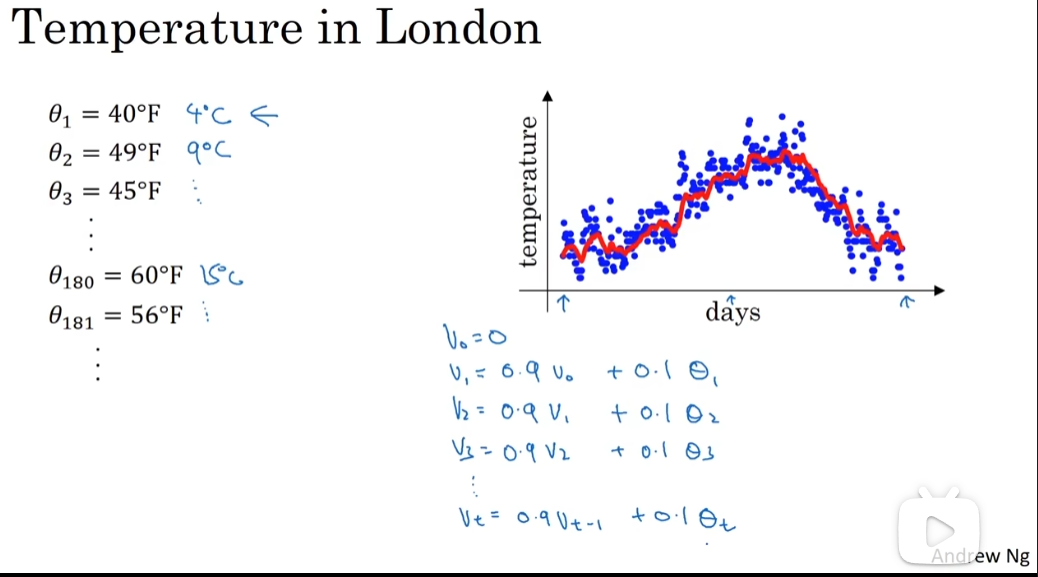 Temperature in London
θ₁ = 40°F 4°C ←
θ₂ = 49°F 9°C
θ₃ = 45°F ⋮
⋮
θ₁₈₀ = 60°F 15°C
θ₁₈₁ = 56°F ⋮
⋮
temperature
days
V₀ = 0
V₁ = 0.9 V₀ + 0.1 θ₁
V₂ = 0.9 V₁ + 0.1 θ₂
V₃ = 0.9 V₂ + 0.1 θ₃
⋮
Vₜ = 0.9 Vₜ₋₁ + 0.1 θₜ
Andrew Ng